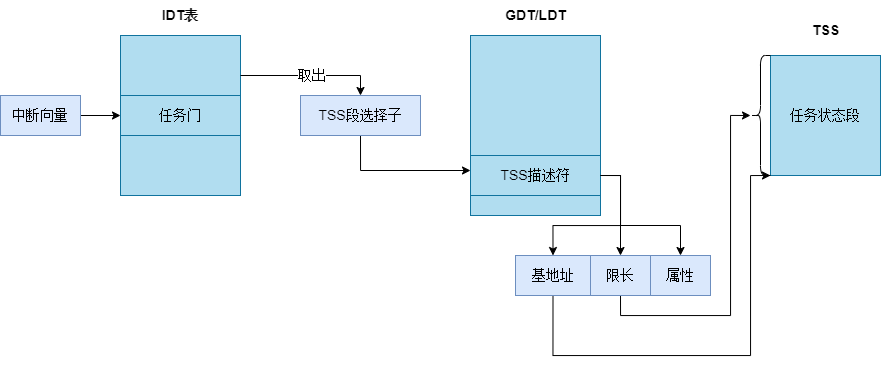 IDT表
GDT/LDT
TSS
取出
中断向量
任务门
TSS段选择子
任务状态段
TSS描述符
基地址
限长
属性